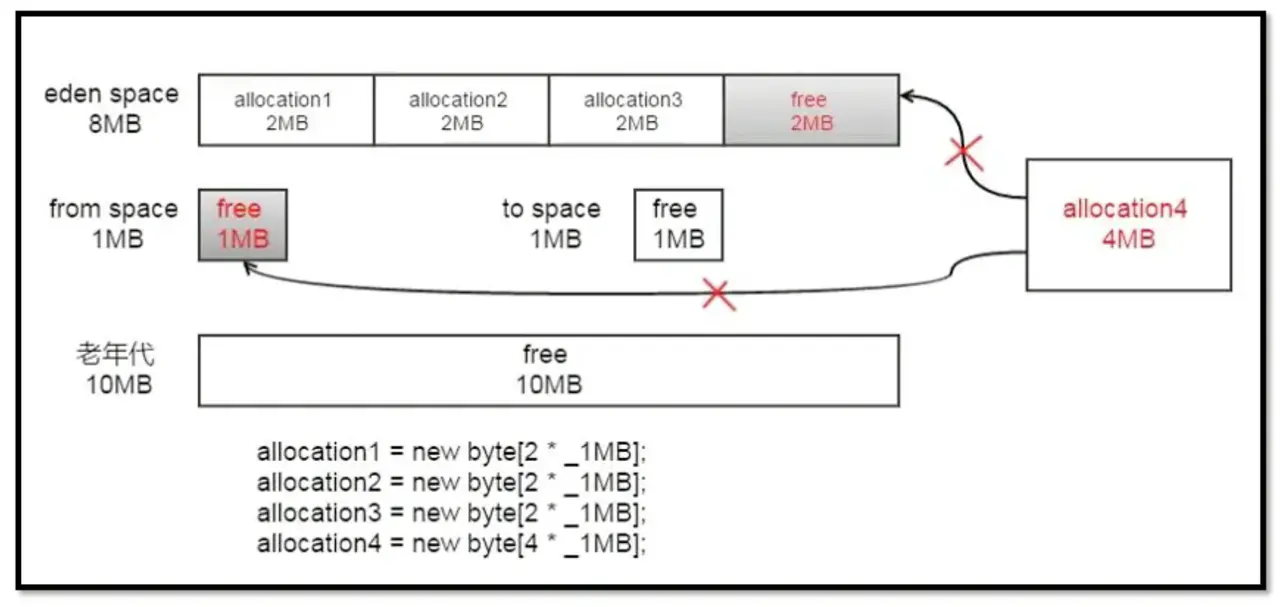 eden space
8MB
allocation1
2MB
allocation2
2MB
allocation3
2MB
free
2MB
from space
1MB
free
1MB
to space
1MB
free
1MB
allocation4
4MB
老年代
10MB
free
10MB
allocation1 = new byte[2 * _1MB];
allocation2 = new byte[2 * _1MB];
allocation3 = new byte[2 * _1MB];
allocation4 = new byte[4 * _1MB];